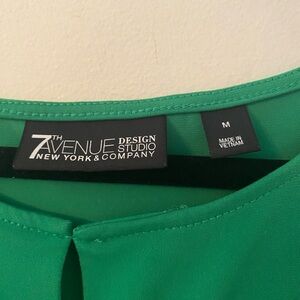 7TH AVENUE DESIGN STUDIO
NEW YORK & COMPANY
M
MADE IN
VIETNAM